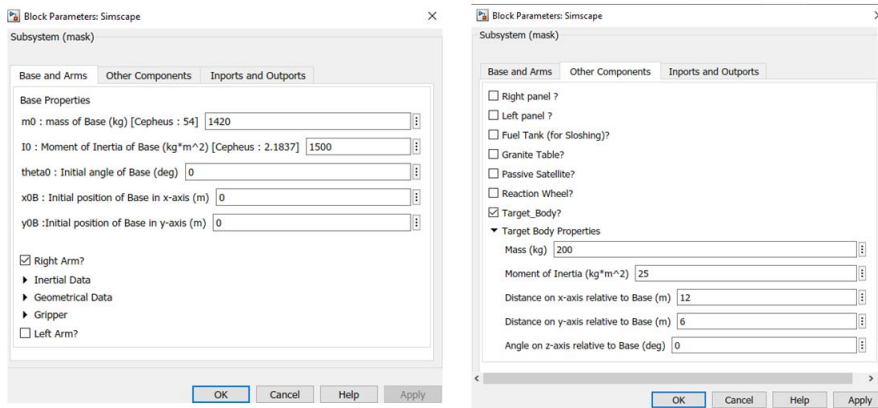 Block Parameters: Simscape
Subsystem (mask)
Base and Arms Other Components Inports and Outports
Base Properties
m0 : mass of Base (kg) [Cepheus : 54] 1420
I0 : Moment of Inertia of Base (kg*m^2) [Cepheus : 2.1837] 1500
theta0 : Initial angle of Base (deg) 0
x0B : Initial position of Base in x-axis (m) 0
y0B :Initial position of Base in y-axis (m) 0
Right Arm?
Inertial Data
Geometrical Data
Gripper
Left Arm?
OK Cancel Help Apply
Block Parameters: Simscape
Subsystem (mask)
Base and Arms Other Components Inports and Outports
Right panel ?
Left panel ?
Fuel Tank (for Sloshing)?
Granite Table?
Passive Satellite?
Reaction Wheel?
Target_Body?
Target Body Properties
Mass (kg) 200
Moment of Inertia (kg*m^2) 25
Distance on x-axis relative to Base (m) 12
Distance on y-axis relative to Base (m) 6
Angle on z-axis relative to Base (deg) 0
OK Cancel Help Apply